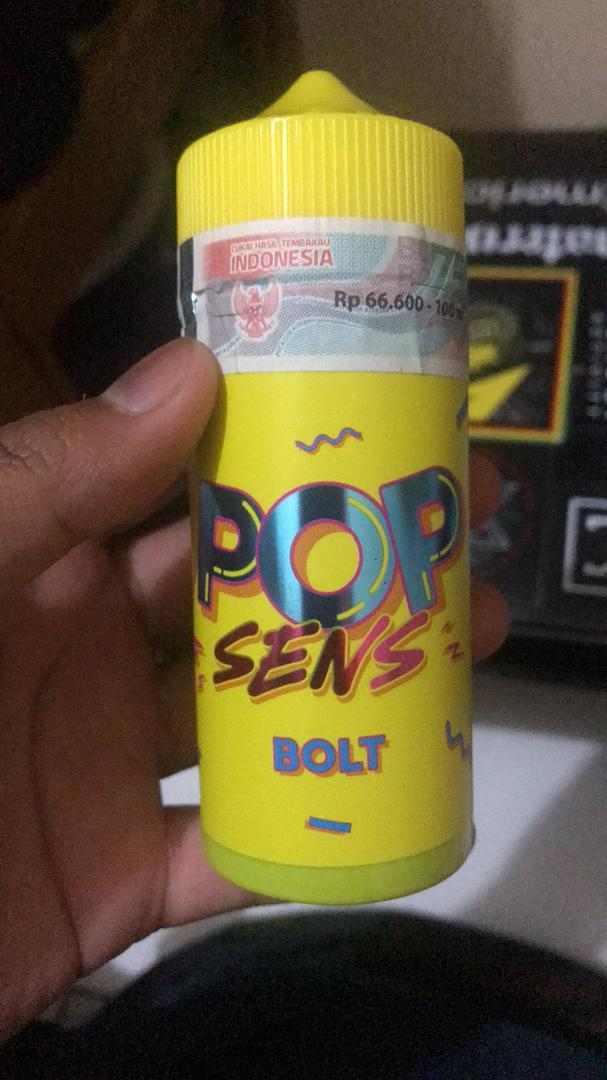 CUKAI HASIL TEMBAKAU
INDONESIA
Rp 66.600 - 100 m
POP
SENS
BOLT